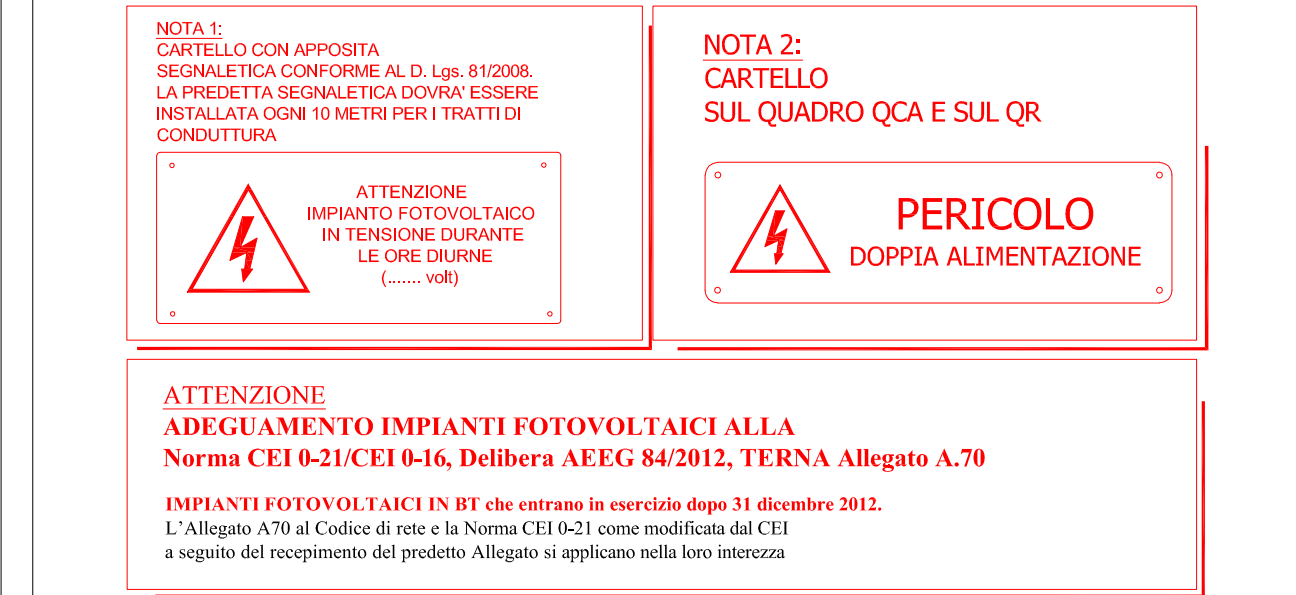 NOTA 1:
CARTELLO CON APPOSITA
SEGNALETICA CONFORME AL D. Lgs. 81/2008.
LA PREDETTA SEGNALETICA DOVRA' ESSERE
INSTALLATA OGNI 10 METRI PER I TRATTI DI
CONDUTTURA
ATTENZIONE
IMPIANTO FOTOVOLTAICO
IN TENSIONE DURANTE
LE ORE DIURNE
(....... volt)
NOTA 2:
CARTELLO
SUL QUADRO QCA E SUL QR
PERICOLO
DOPPIA ALIMENTAZIONE
ATTENZIONE
ADEGUAMENTO IMPIANTI FOTOVOLTAICI ALLA
Norma CEI 0-21/CEI 0-16, Delibera AEEG 84/2012, TERNA Allegato A.70
IMPIANTI FOTOVOLTAICI IN BT che entrano in esercizio dopo 31 dicembre 2012.
L'Allegato A70 al Codice di rete e la Norma CEI 0-21 come modificata dal CEI
a seguito del recepimento del predetto Allegato si applicano nella loro interezza